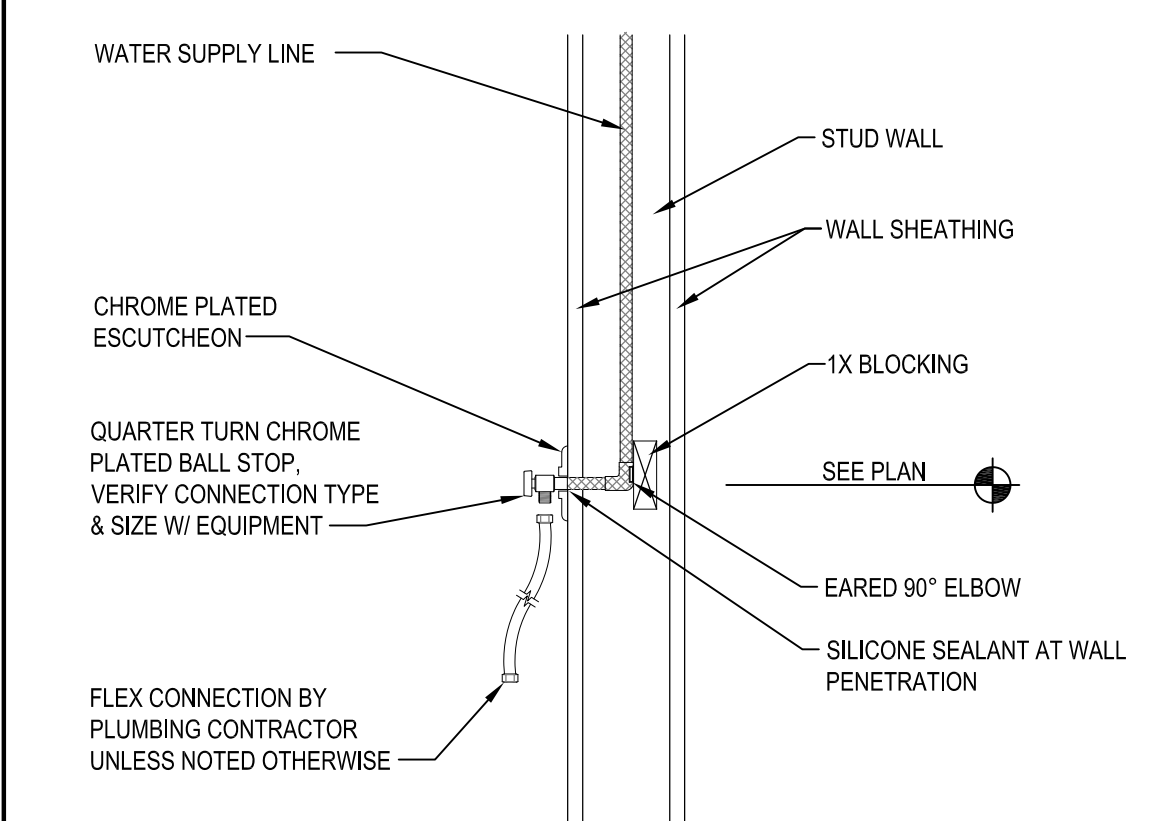 WATER SUPPLY LINE
STUD WALL
WALL SHEATHING
CHROME PLATED
ESCUTCHEON
1X BLOCKING
QUARTER TURN CHROME
PLATED BALL STOP,
VERIFY CONNECTION TYPE
& SIZE W/ EQUIPMENT
SEE PLAN
EARED 90° ELBOW
SILICONE SEALANT AT WALL
PENETRATION
FLEX CONNECTION BY
PLUMBING CONTRACTOR
UNLESS NOTED OTHERWISE